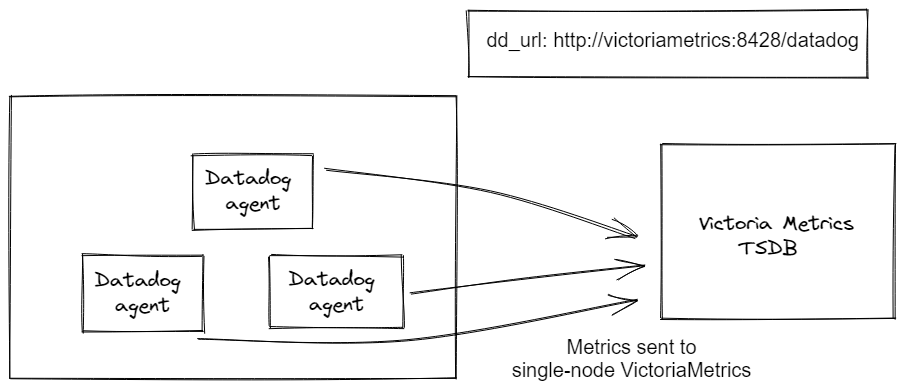 dd_url: http://victoriametrics:8428/datadog
Datadog
agent
Victoria Metrics
TSDB
Datadog
agent
Datadog
agent
Metrics sent to
single-node VictoriaMetrics